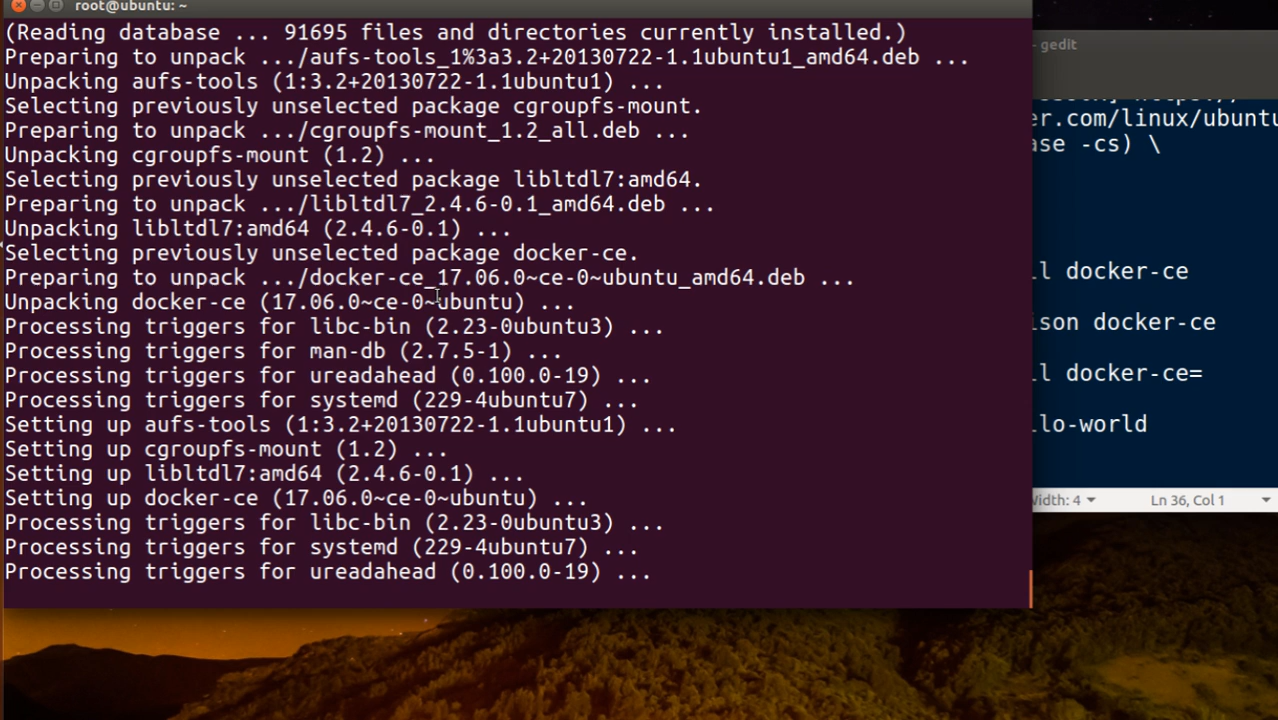 root@ubuntu: ~
(Reading database ... 91695 files and directories currently installed.)
Preparing to unpack .../aufs-tools_1%3a3.2+20130722-1.1ubuntu1_amd64.deb ...
Unpacking aufs-tools (1:3.2+20130722-1.1ubuntu1) ...
Selecting previously unselected package cgroupfs-mount.
Preparing to unpack .../cgroupfs-mount_1.2_all.deb ...
Unpacking cgroupfs-mount (1.2) ...
Selecting previously unselected package libltdl7:amd64.
Preparing to unpack .../libltdl7_2.4.6-0.1_amd64.deb ...
Unpacking libltdl7:amd64 (2.4.6-0.1) ...
Selecting previously unselected package docker-ce.
Preparing to unpack .../docker-ce_17.06.0~ce-0~ubuntu_amd64.deb ...
Unpacking docker-ce (17.06.0~ce-0~ubuntu) ...
Processing triggers for libc-bin (2.23-0ubuntu3) ...
Processing triggers for man-db (2.7.5-1) ...
Processing triggers for ureadahead (0.100.0-19) ...
Processing triggers for systemd (229-4ubuntu7) ...
Setting up aufs-tools (1:3.2+20130722-1.1ubuntu1) ...
Setting up cgroupfs-mount (1.2) ...
Setting up libltdl7:amd64 (2.4.6-0.1) ...
Setting up docker-ce (17.06.0~ce-0~ubuntu) ...
Processing triggers for libc-bin (2.23-0ubuntu3) ...
Processing triggers for systemd (229-4ubuntu7) ...
Processing triggers for ureadahead (0.100.0-19) ...
- gedit
er.com/linux/ubuntu
ase -cs) \
ll docker-ce
ison docker-ce
ll docker-ce=
llo-world
Width: 4
Ln 36, Col 1